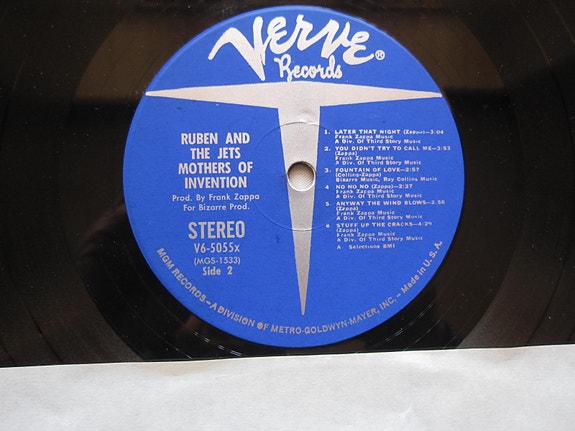 Verve®
Records
RUBEN AND
THE JETS
MOTHERS OF
INVENTION
Prod. By Frank Zappa
For Bizarre Prod.
STEREO
V6-5055x
(MGS-1533)
Side 2
1. LATER THAT NIGHT (Zappa)—3:04
Frank Zappa Music
A Div. Of Third Story Music
2. YOU DIDN'T TRY TO CALL ME—3:53
(Zappa)
Frank Zappa Music
A Div. Of Third Story Music
3. FOUNTAIN OF LOVE—2:57
(Collins-Zappa)
Bizarre Music, Ray Collins Music
4 NO NO NO (Zappa)—2:27
Frank Zappa Music
A Div. Of Third Story Music
5. ANYWAY THE WIND BLOWS—2:56
(Zappa)
Frank Zappa Music
A Div. Of Third Story Music
6 STUFF UP THE CRACKS—4:29
(Zappa)
Frank Zappa Music
A Div. Of Third Story Music
A Selections BMI
MGM RECORDS—A DIVISION OF METRO-GOLDWYN-MAYER, INC.—Made in U.S.A.